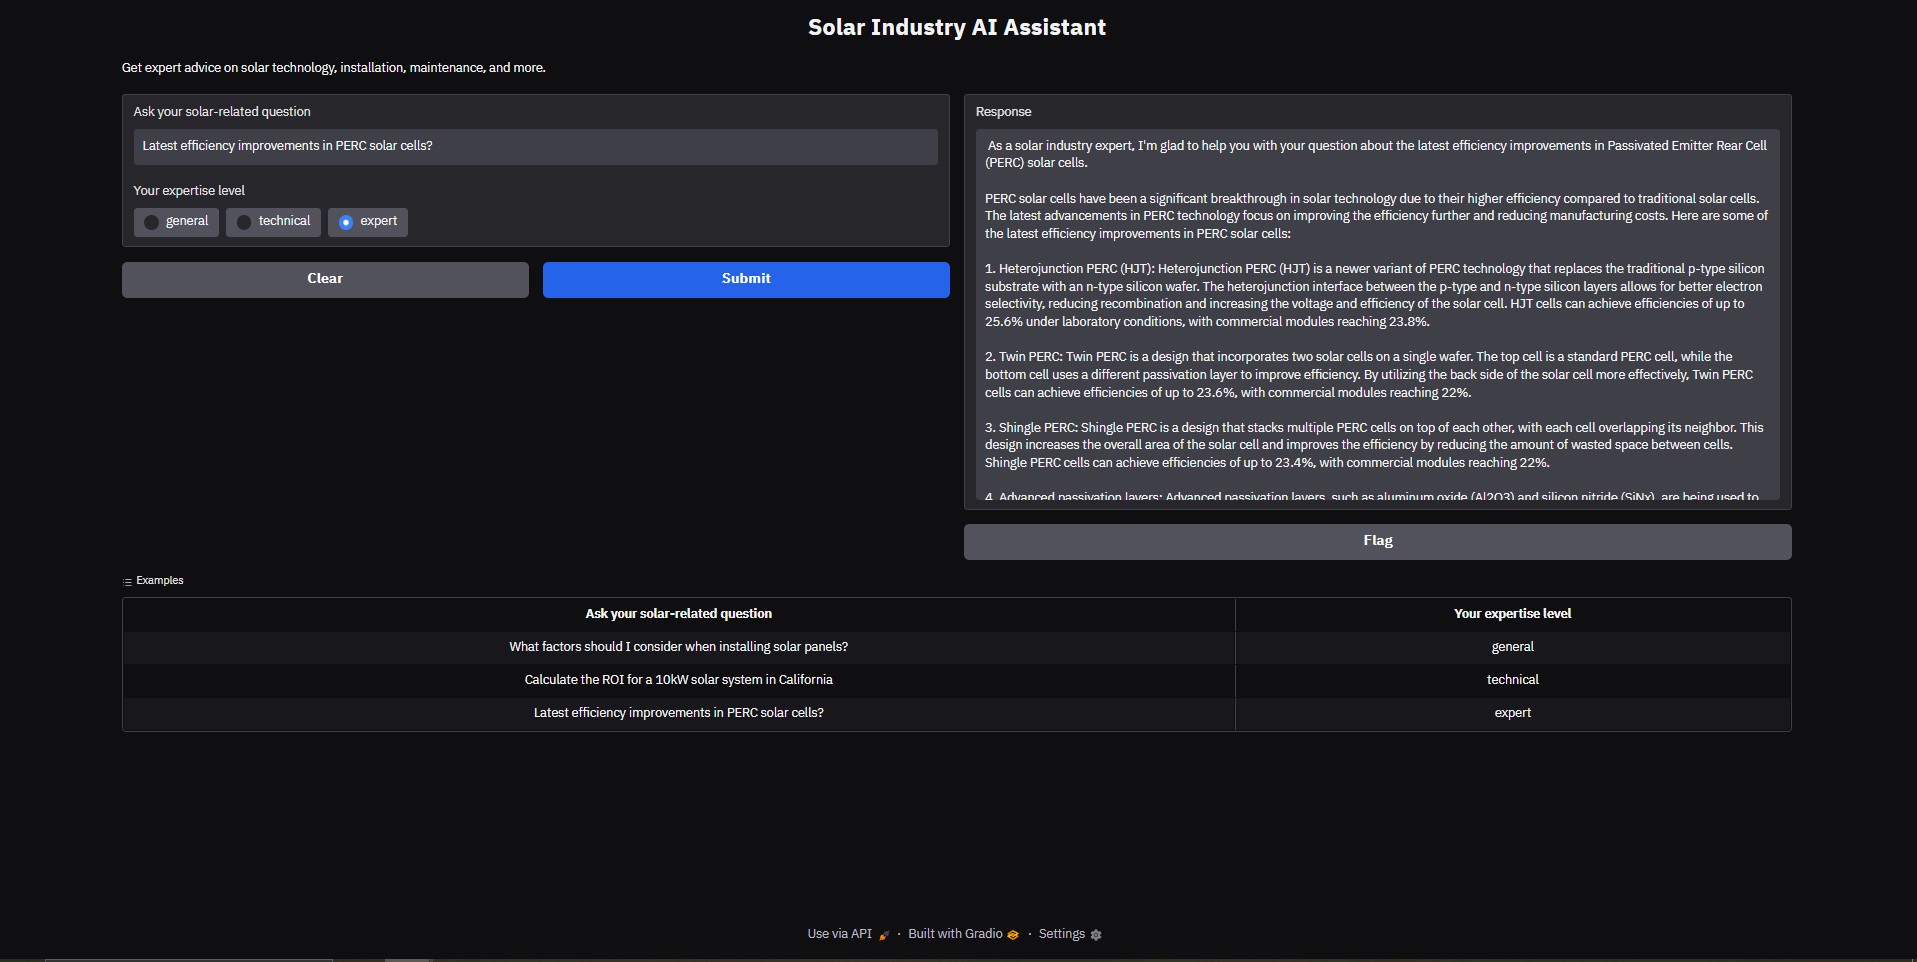 Solar Industry AI Assistant
Get expert advice on solar technology, installation, maintenance, and more.
Ask your solar-related question
Latest efficiency improvements in PERC solar cells?
Your expertise level
general
technical
expert
Clear
Submit
Response
As a solar industry expert, I'm glad to help you with your question about the latest efficiency improvements in Passivated Emitter Rear Cell
(PERC) solar cells.
PERC solar cells have been a significant breakthrough in solar technology due to their higher efficiency compared to traditional solar cells.
The latest advancements in PERC technology focus on improving the efficiency further and reducing manufacturing costs. Here are some of
the latest efficiency improvements in PERC solar cells:
1. Heterojunction PERC (HJT): Heterojunction PERC (HJT) is a newer variant of PERC technology that replaces the traditional p-type silicon
substrate with an n-type silicon wafer. The heterojunction interface between the p-type and n-type silicon layers allows for better electron
selectivity, reducing recombination and increasing the voltage and efficiency of the solar cell. HJT cells can achieve efficiencies of up to
25.6% under laboratory conditions, with commercial modules reaching 23.8%.
2. Twin PERC: Twin PERC is a design that incorporates two solar cells on a single wafer. The top cell is a standard PERC cell, while the
bottom cell uses a different passivation layer to improve efficiency. By utilizing the back side of the solar cell more effectively, Twin PERC
cells can achieve efficiencies of up to 23.6%, with commercial modules reaching 22%.
3. Shingle PERC: Shingle PERC is a design that stacks multiple PERC cells on top of each other, with each cell overlapping its neighbor. This
design increases the overall area of the solar cell and improves the efficiency by reducing the amount of wasted space between cells.
Shingle PERC cells can achieve efficiencies of up to 23.4%, with commercial modules reaching 22%.
4. Advanced passivation layers: Advanced passivation layers, such as aluminum oxide (Al2O3) and silicon nitride (SiNx), are being used to
Flag
Examples
Ask your solar-related question
Your expertise level
What factors should I consider when installing solar panels?
general
Calculate the ROI for a 10kW solar system in California
technical
Latest efficiency improvements in PERC solar cells?
expert
Use via API · Built with Gradio · Settings